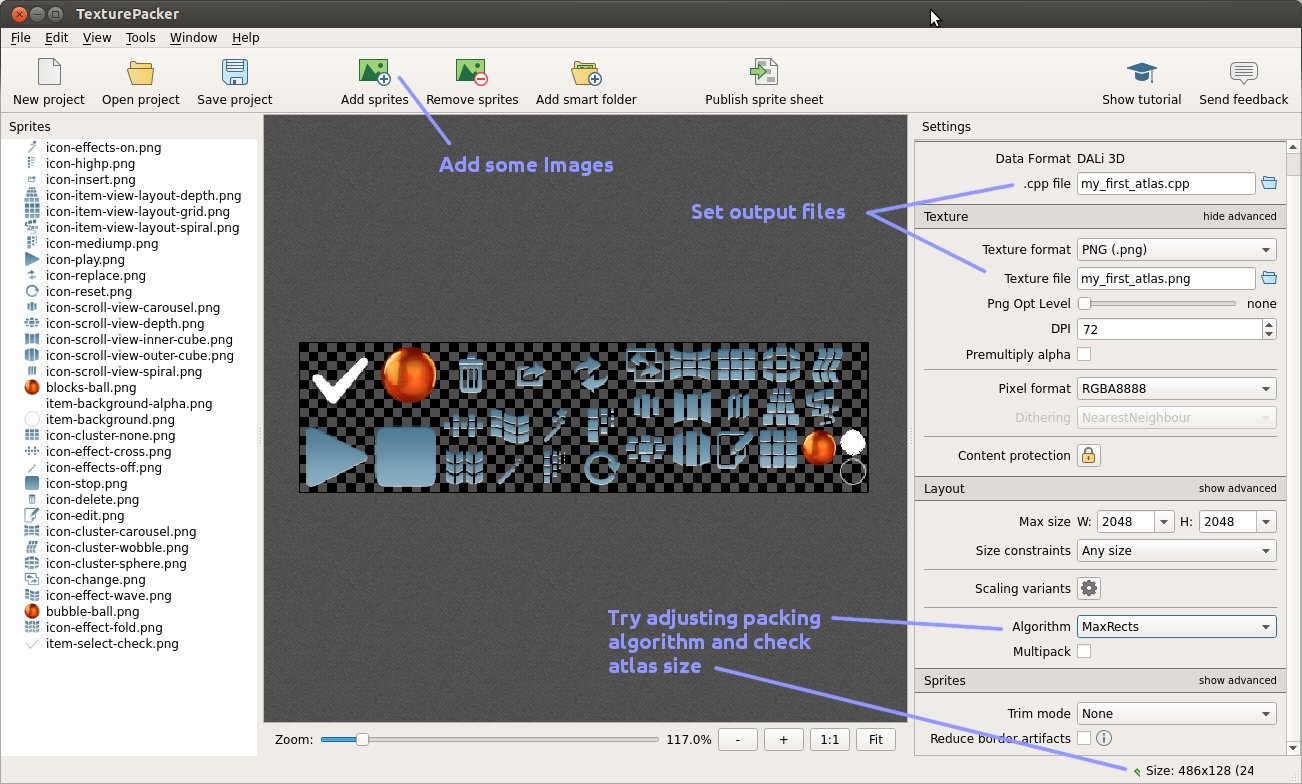 TexturePacker
File Edit View Tools Window Help
New project Open project Save project Add sprites Remove sprites Add smart folder Publish sprite sheet Show tutorial Send feedback
Sprites
icon-effects-on.png
icon-highp.png
icon-insert.png
icon-item-view-layout-depth.png
icon-item-view-layout-grid.png
icon-item-view-layout-spiral.png
icon-mediump.png
icon-play.png
icon-replace.png
icon-reset.png
icon-scroll-view-carousel.png
icon-scroll-view-depth.png
icon-scroll-view-inner-cube.png
icon-scroll-view-outer-cube.png
icon-scroll-view-spiral.png
blocks-ball.png
item-background-alpha.png
item-background.png
icon-cluster-none.png
icon-effect-cross.png
icon-effects-off.png
icon-stop.png
icon-delete.png
icon-edit.png
icon-cluster-carousel.png
icon-cluster-wobble.png
icon-cluster-sphere.png
icon-change.png
icon-effect-wave.png
bubble-ball.png
icon-effect-fold.png
item-select-check.png
Add some Images
Set output files
Try adjusting packing
algorithm and check
atlas size
Zoom: 117.0% - + 1:1 Fit
Settings
Data Format DALi 3D
.cpp file my_first_atlas.cpp
Texture hide advanced
Texture format PNG (.png)
Texture file my_first_atlas.png
Png Opt Level none
DPI 72
Premultiply alpha
Pixel format RGBA8888
Dithering NearestNeighbour
Content protection
Layout show advanced
Max size W: 2048 H: 2048
Size constraints Any size
Scaling variants
Algorithm MaxRects
Multipack
Sprites show advanced
Trim mode None
Reduce border artifacts
Size: 486x128 (24